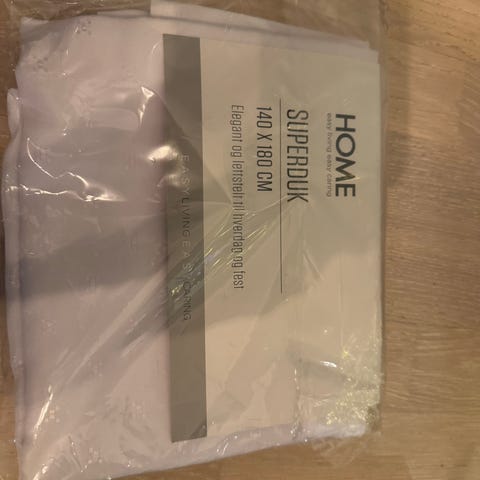 HOME
easy living easy caring
SUPERDUK
140 X 180 CM
Elegant og lettstelt til hverdag og fest
EASY LIVING EASY CARING